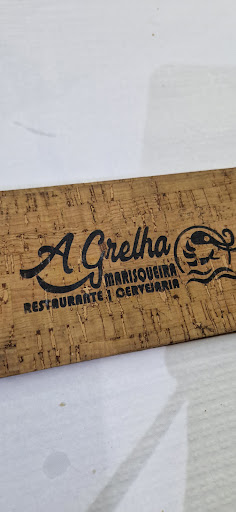 A Grelha
MARISQUEIRA
RESTAURANTE | CERVEJARIA